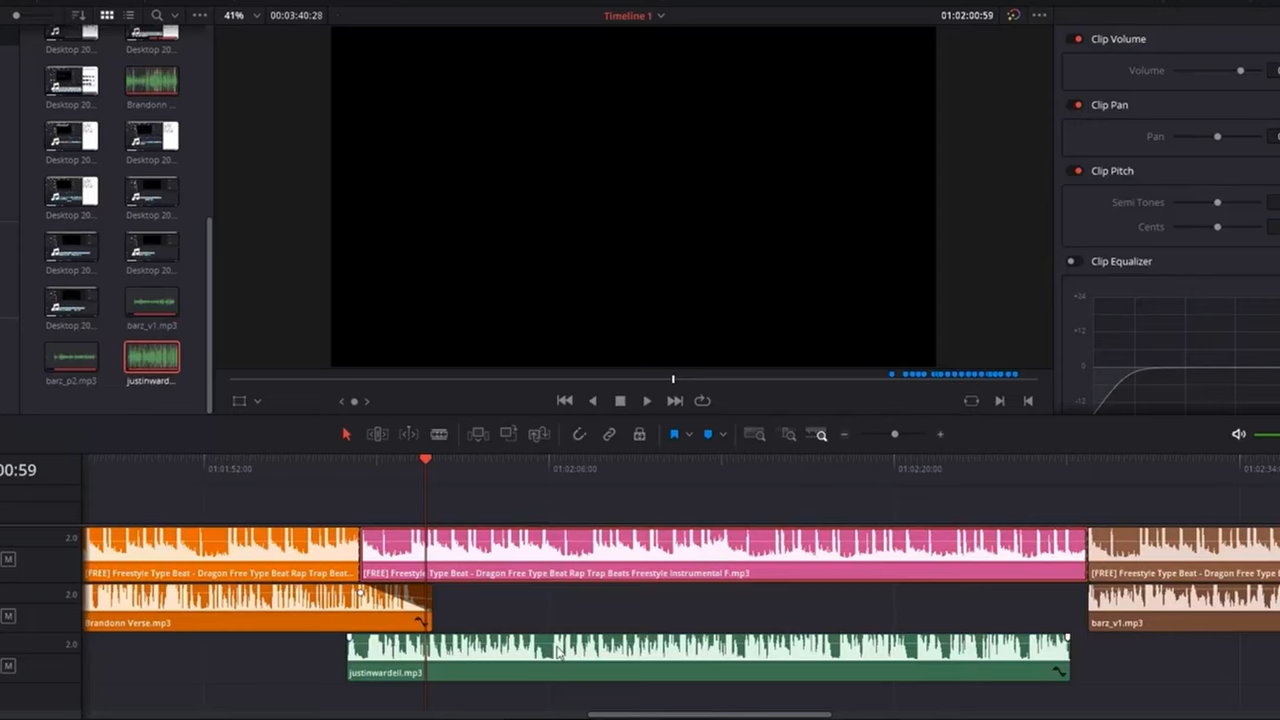 41%
00:03:40:28
Timeline 1
01:02:00:59
Desktop 20...
Desktop 20...
Desktop 20...
Brandonn ...
Desktop 20...
Desktop 20...
Desktop 20...
Desktop 20...
Desktop 20...
Desktop 20...
Desktop 20...
barz_v1.mp3
barz_p2.mp3
justinward...
Clip Volume
Volume
Clip Pan
Pan
Clip Pitch
Semi Tones
Cents
Clip Equalizer
+24
+12
0
-12
00:59
01:01:52:00
01:02:06:00
01:02:20:00
01:02:34:
2.0
M
[FREE] Freestyle Type Beat - Dragon Free Type Beat Rap Trap Beat...
[FREE] Freestyle Type Beat - Dragon Free Type Beat Rap Trap Beats Freestyle Instrumental F.mp3
[FREE] Freestyle Type Beat - Dragon Free Type B
2.0
M
Brandonn Verse.mp3
barz_v1.mp3
2.0
M
justinwardell.mp3